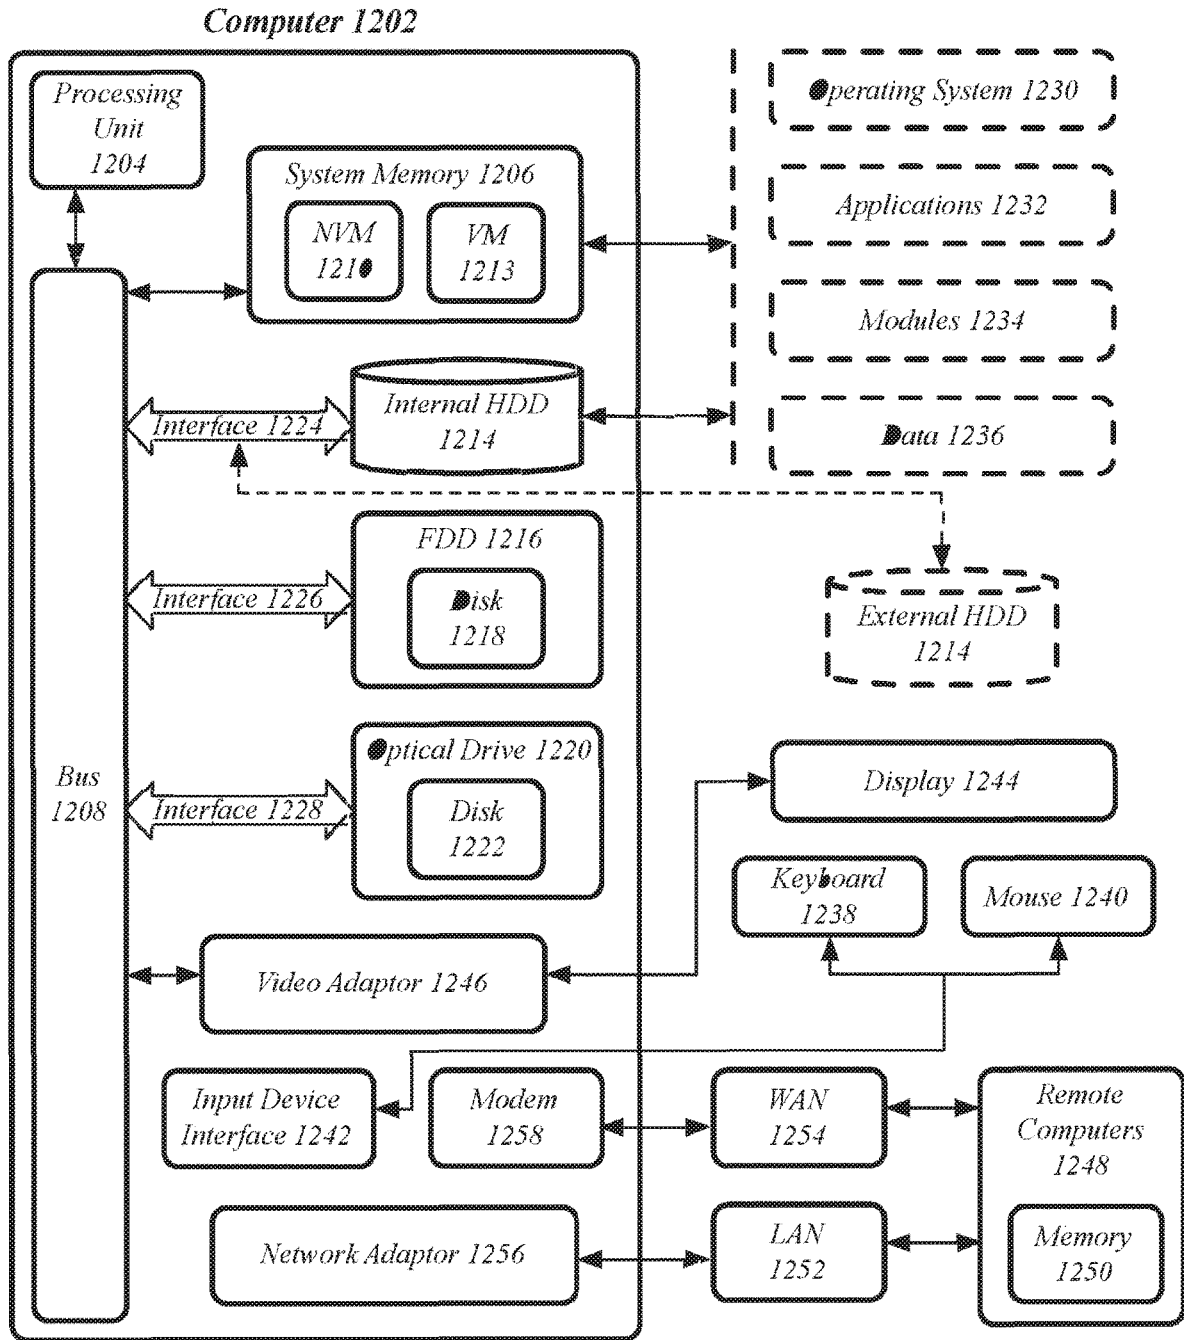 Computer 1202
Processing
Unit
1204
System Memory 1206
NVM
1210
VM
1213
Operating System 1230
Applications 1232
Modules 1234
Data 1236
Interface 1224
Internal HDD
1214
FDD 1216
Disk
1218
Interface 1226
External HDD
1214
Optical Drive 1220
Disk
1222
Interface 1228
Bus
1208
Display 1244
Keyboard
1238
Mouse 1240
Video Adaptor 1246
Input Device
Interface 1242
Modem
1258
WAN
1254
Remote
Computers
1248
Network Adaptor 1256
LAN
1252
Memory
1250